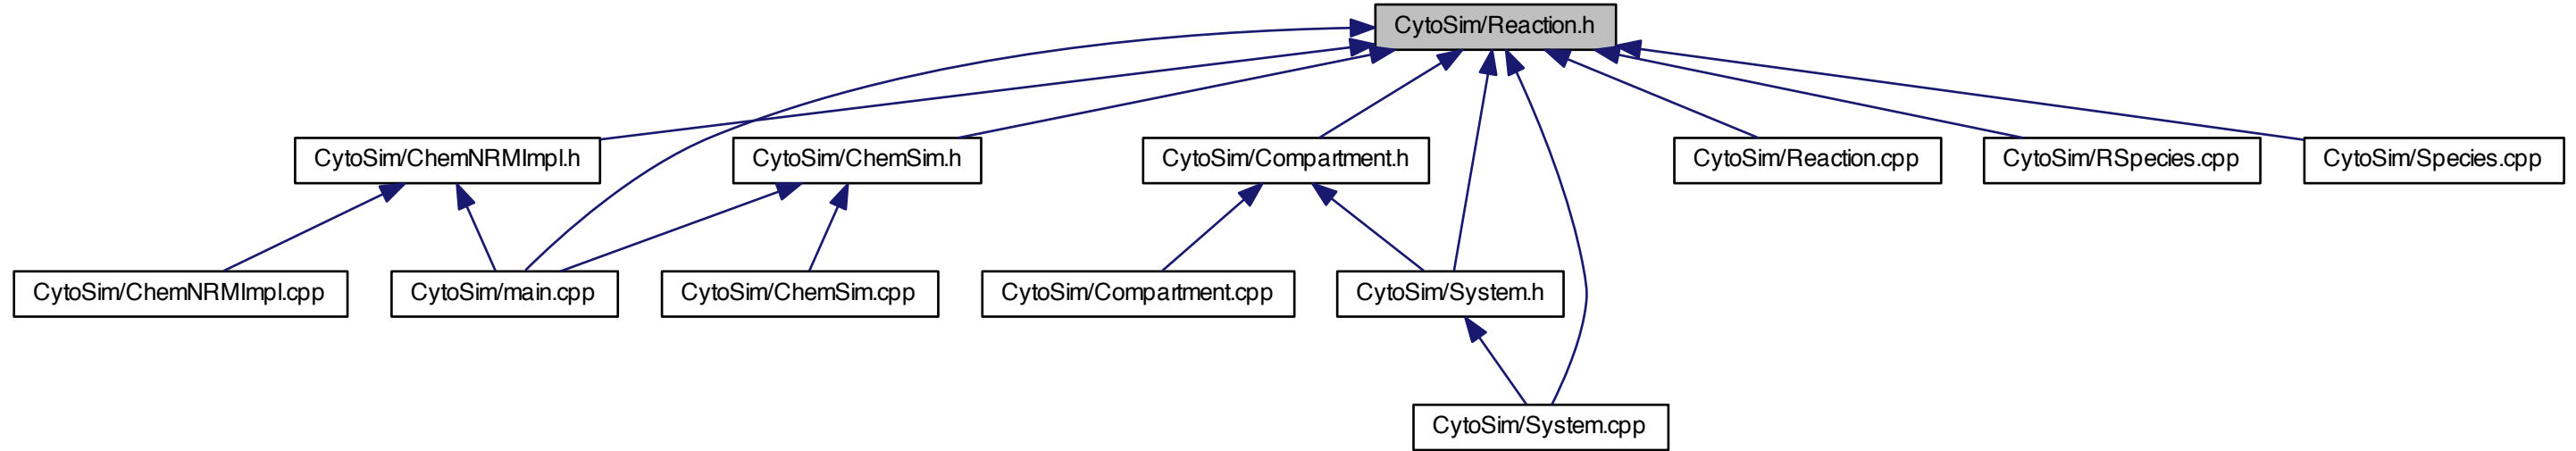 CytoSim/Reaction.h
CytoSim/ChemNRMImpl.h
CytoSim/ChemSim.h
CytoSim/Compartment.h
CytoSim/Reaction.cpp
CytoSim/RSpecies.cpp
CytoSim/Species.cpp
CytoSim/ChemNRMImpl.cpp
CytoSim/main.cpp
CytoSim/ChemSim.cpp
CytoSim/Compartment.cpp
CytoSim/System.h
CytoSim/System.cpp